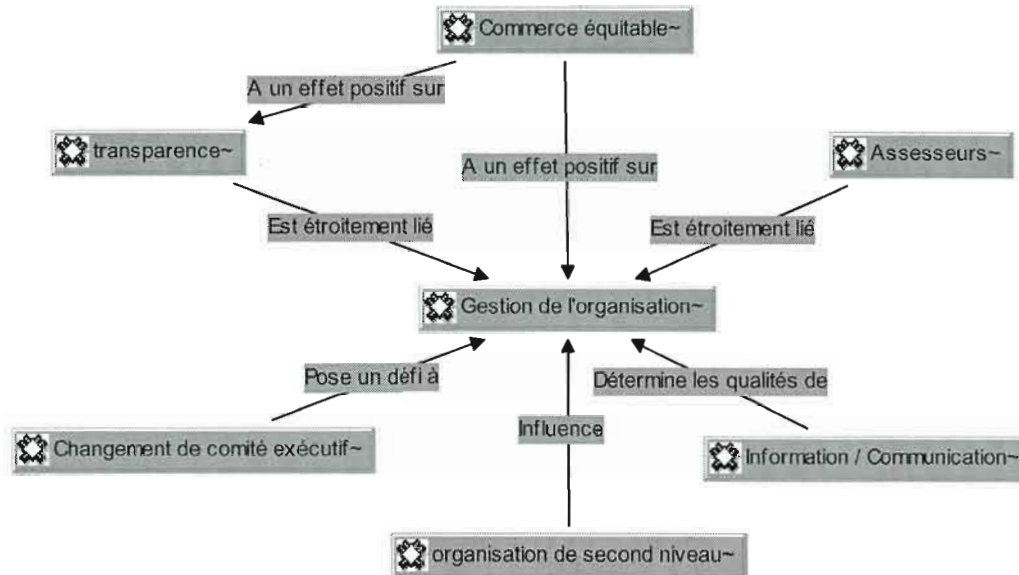 Commerce équitable~
A un effet positif sur
transparence~
Assesseurs~
A un effet positif sur
Est étroitement lié
Est étroitement lié
Gestion de l'organisation~
Pose un défi à
Détermine les qualités de
Influence
Changement de comité exécutif~
Information / Communication~
organisation de second niveau~